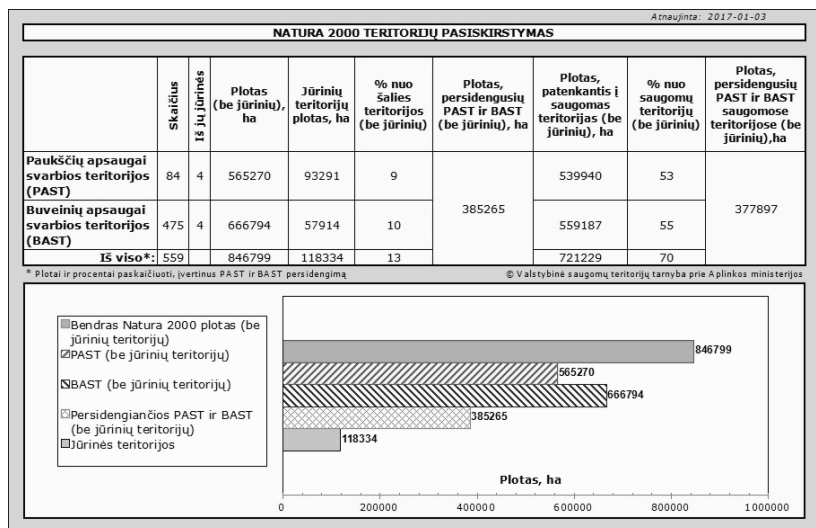 Atnaujinta: 2017-01-03
NATURA 2000 TERITORIJŲ PASISKIRSTYMAS
Skaičius
Iš jų jūrinės
Plotas
(be jūrinių),
ha
Jūrinių
teritorijų
plotas, ha
% nuo
šalies
teritorijos
(be jūrinių)
Plotas,
persidengusių
PAST ir BAST
(be jūrinių), ha
Plotas,
patenkantis į
saugomas
teritorijas (be
jūrinių), ha
% nuo
saugomų
teritorijų
(be jūrinių)
Plotas,
persidengusių
PAST ir BAST
saugomose
teritorijose (be
jūrinių),ha
Paukščių apsaugai
svarbios teritorijos
(PAST)
84 4 565270 93291 9 539940 53
385265 377897
Buveinių apsaugai
svarbios teritorijos
(BAST)
475 4 666794 57914 10 559187 55
Iš viso*: 559 846799 118334 13 721229 70
* Plotai ir procentai paskaičiuoti, įvertinus PAST ir BAST persidengimą
© Valstybinė saugomų teritorijų tarnyba prie Aplinkos ministerijos
Bendras Natura 2000 plotas (be
jūrinių teritorijų)
PAST (be jūrinių teritorijų)
BAST (be jūrinių teritorijų)
Persidengiančios PAST ir BAST
(be jūrinių teritorijų)
Jūrinės teritorijos
846799
565270
666794
385265
118334
Plotas, ha
0 200000 400000 600000 800000 1000000